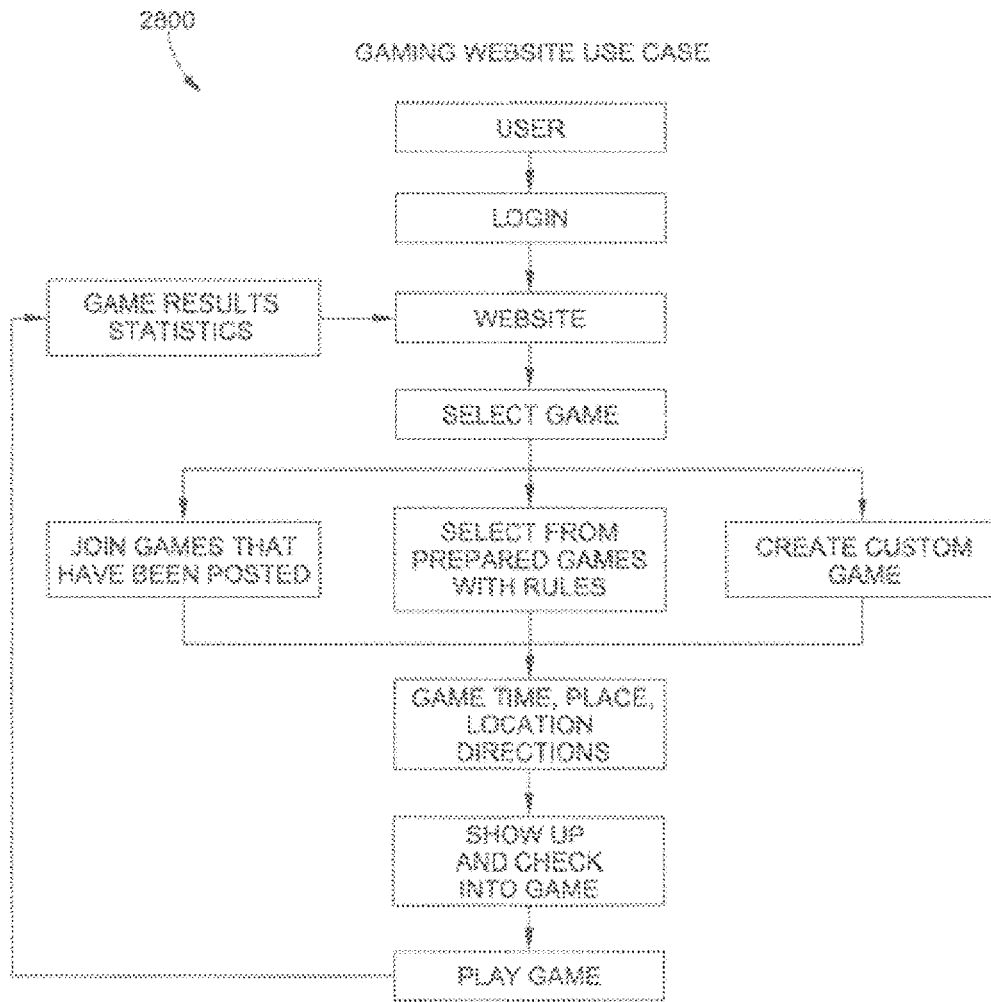 2800
GAMING WEBSITE USE CASE
USER
LOGIN
GAME RESULTS
STATISTICS
WEBSITE
SELECT GAME
JOIN GAMES THAT
HAVE BEEN POSTED
SELECT FROM
PREPARED GAMES
WITH RULES
CREATE CUSTOM
GAME
GAME TIME, PLACE,
LOCATION
DIRECTIONS
SHOW UP
AND CHECK
INTO GAME
PLAY GAME